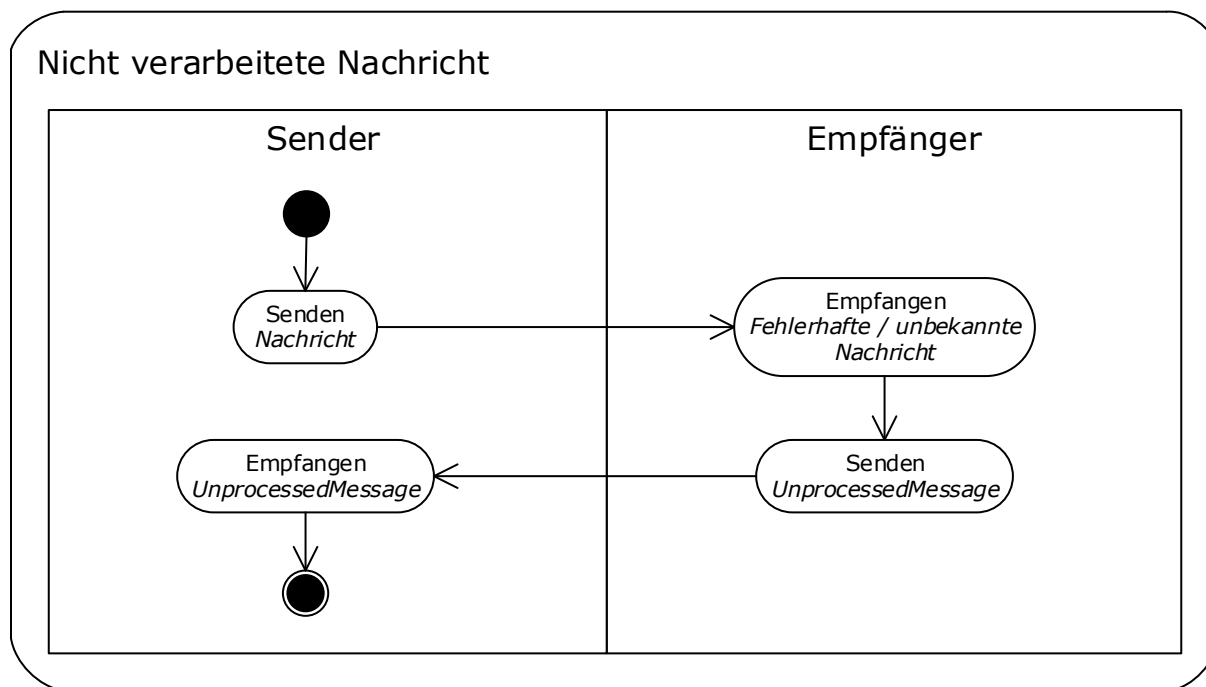 Nicht verarbeitete Nachricht
Sender
Empfänger
Senden
Nachricht
Empfangen
Fehlerhafte / unbekannte
Nachricht
Empfangen
UnprocessedMessage
Senden
UnprocessedMessage